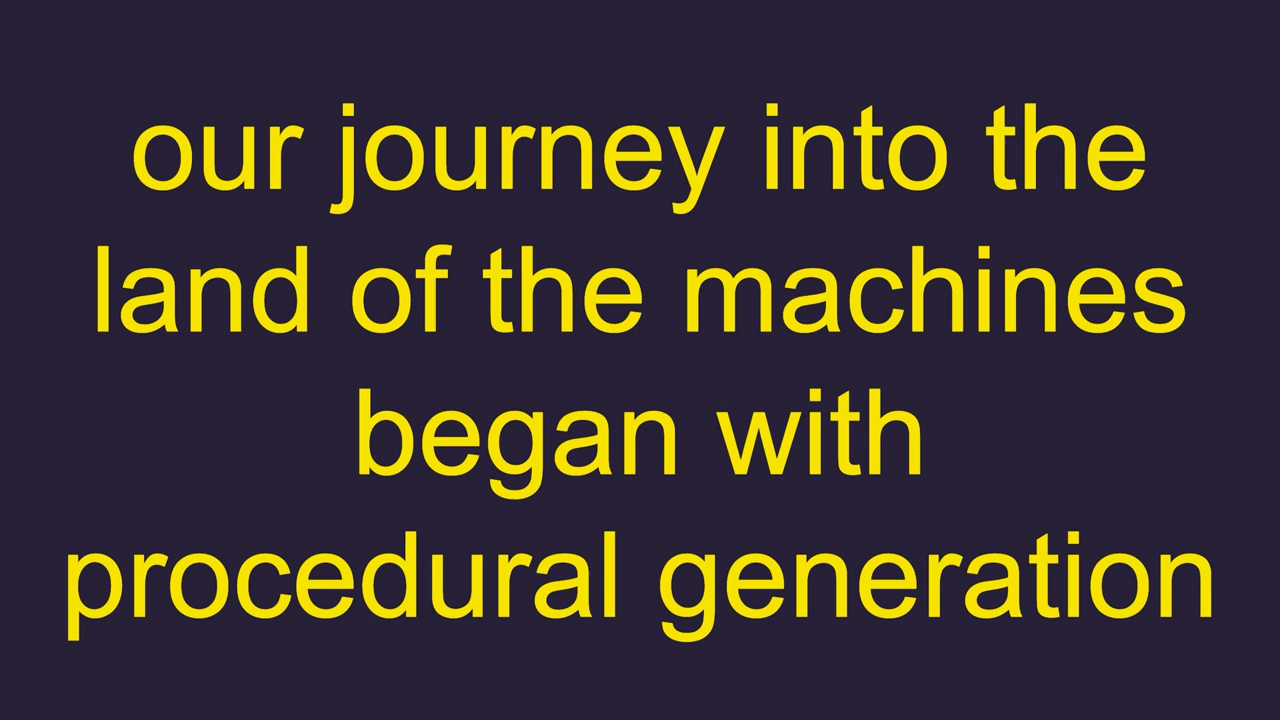 our journey into the
land of the machines
began with
procedural generation